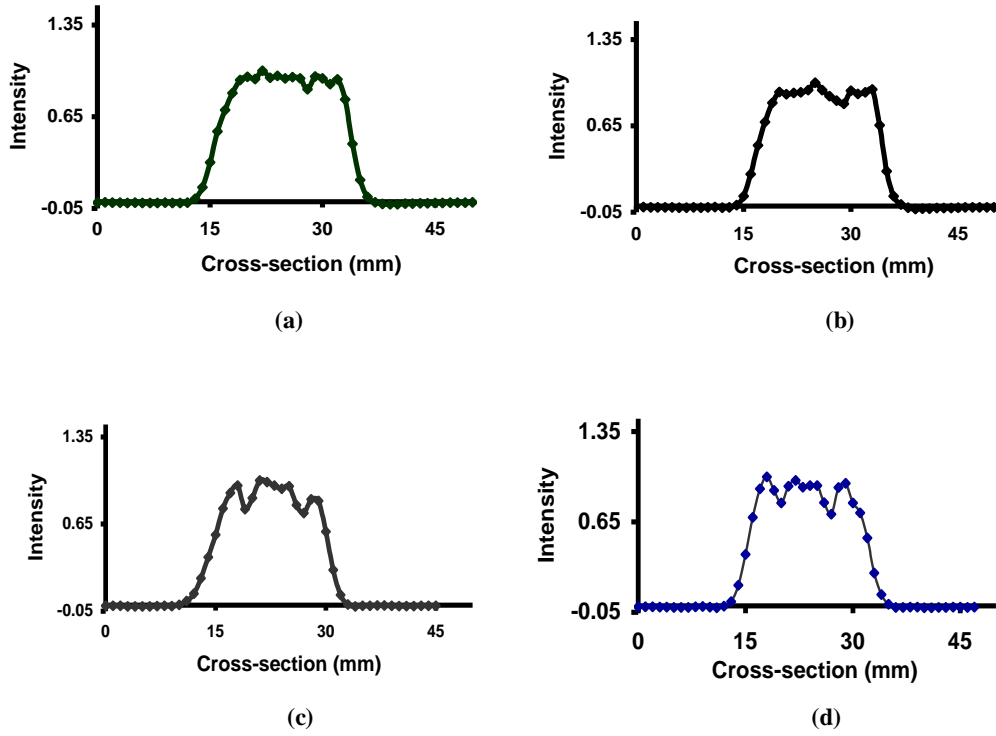 1.35
0.65
-0.05
Intensity
0 15 30 45
Cross-section (mm)
(a)
1.35
0.65
-0.05
Intensity
0 15 30 45
Cross-section (mm)
(b)
1.35
0.65
-0.05
Intensity
0 15 30 45
Cross-section (mm)
(c)
1.35
0.65
-0.05
Intensity
0 15 30 45
Cross-section (mm)
(d)